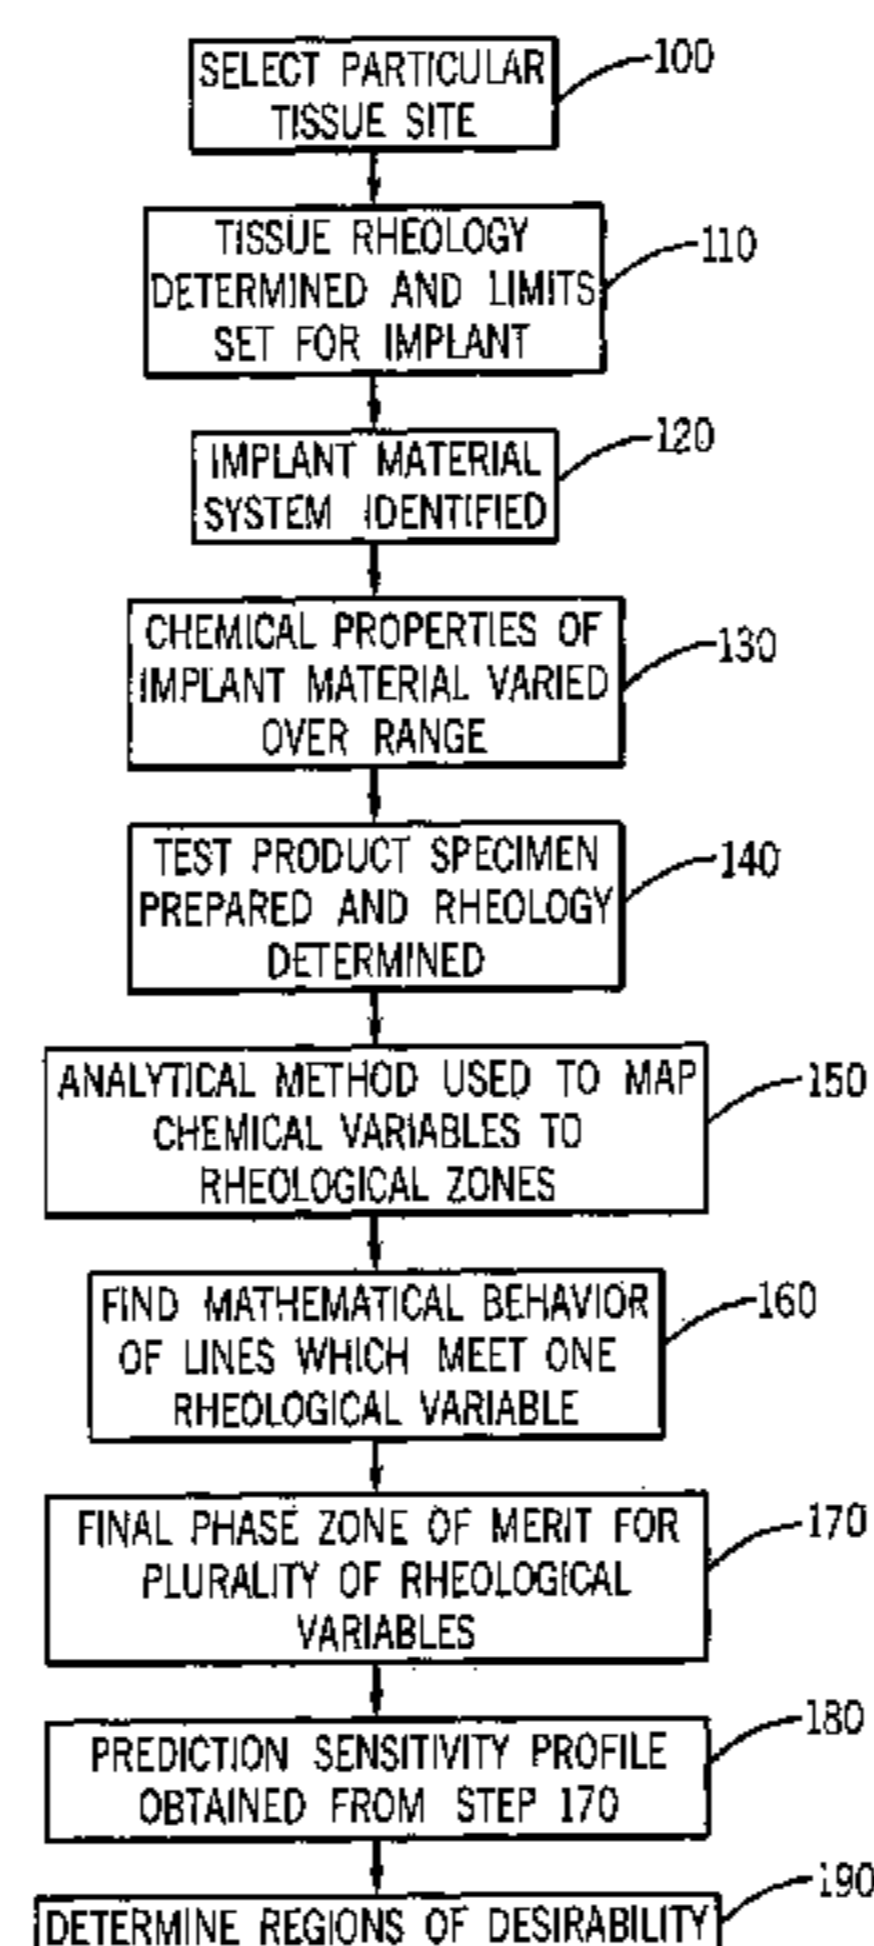 SELECT PARTICULAR
TISSUE SITE
100
TISSUE RHEOLOGY
DETERMINED AND LIMITS
SET FOR IMPLANT
110
IMPLANT MATERIAL
SYSTEM IDENTIFIED
120
CHEMICAL PROPERTIES OF
IMPLANT MATERIAL VARIED
OVER RANGE
130
TEST PRODUCT SPECIMEN
PREPARED AND RHEOLOGY
DETERMINED
140
ANALYTICAL METHOD USED TO MAP
CHEMICAL VARIABLES TO
RHEOLOGICAL ZONES
150
FIND MATHEMATICAL BEHAVIOR
OF LINES WHICH MEET ONE
RHEOLOGICAL VARIABLE
160
FINAL PHASE ZONE OF MERIT FOR
PLURALITY OF RHEOLOGICAL
VARIABLES
170
PREDICTION SENSITIVITY PROFILE
OBTAINED FROM STEP 170
180
DETERMINE REGIONS OF DESIRABILITY
190